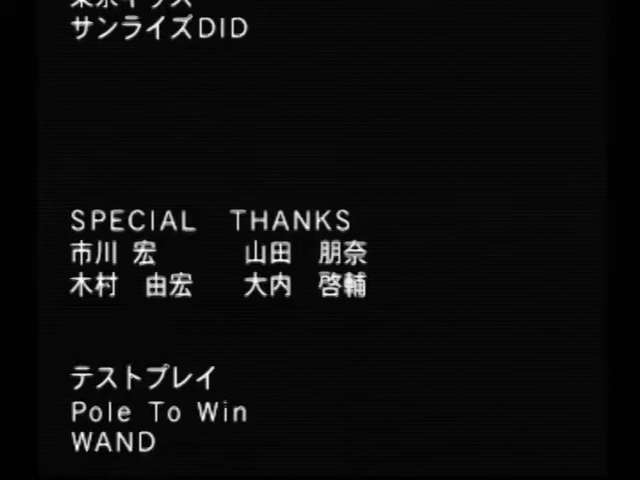 サンライズDID
SPECIAL THANKS
市川 宏 山田 朋奈
木村 由宏 大内 啓輔
テストプレイ
Pole To Win
WAND